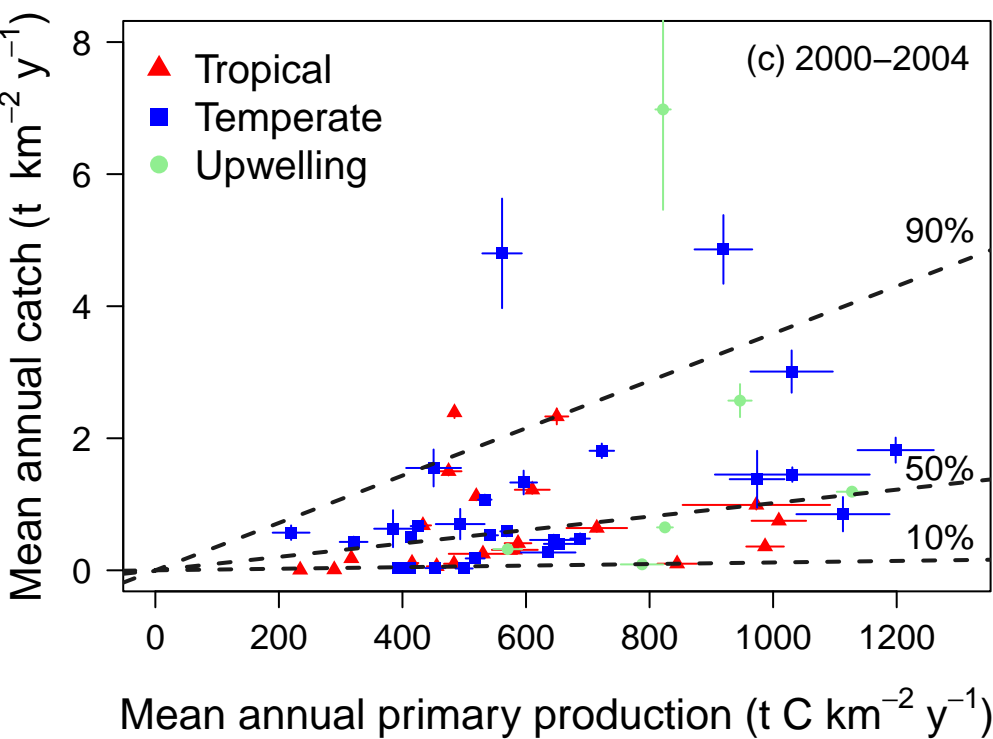 (c) 2000–2004
Tropical
Temperate
Upwelling
90%
50%
10%
8
6
4
2
0
0 200 400 600 800 1000 1200
Mean annual catch (t km⁻² y⁻¹)
Mean annual primary production (t C km⁻² y⁻¹)